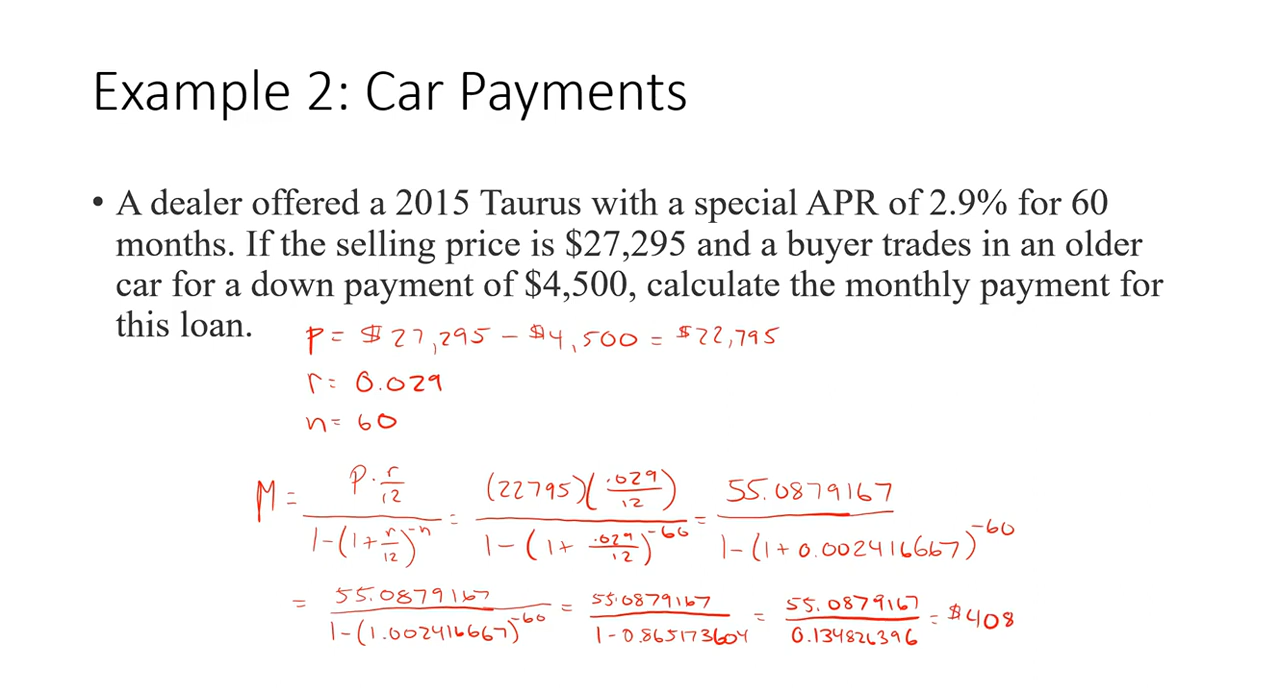 Example 2: Car Payments
• A dealer offered a 2015 Taurus with a special APR of 2.9% for 60
months. If the selling price is $27,295 and a buyer trades in an older
car for a down payment of $4,500, calculate the monthly payment for
this loan.
P = $27,295 - $4,500 = $22,795
r = 0.029
n = 60
M = (P · r/12) / (1-(1+r/12)^-n) = ((22795)(.029/12)) / (1-(1+.029/12)^-60) = 55.0879167 / (1-(1+0.002416667)^-60)
= 55.0879167 / (1-(1.002416667)^-60) = 55.0879167 / (1-0.865173604) = 55.0879167 / 0.134826396 = $408